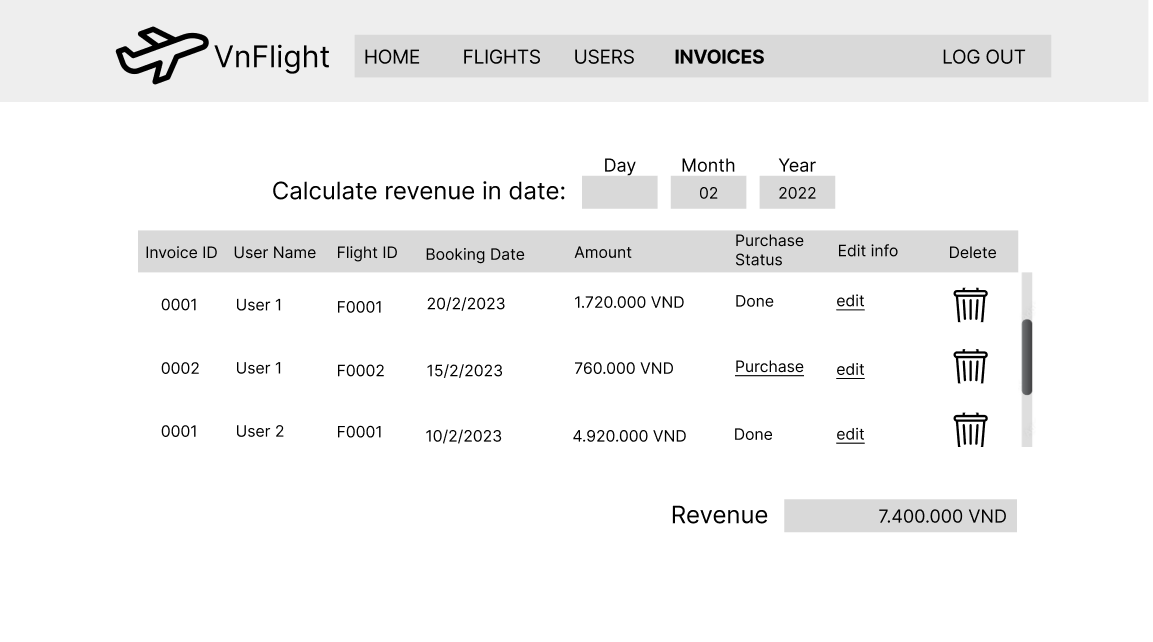 VnFlight HOME FLIGHTS USERS INVOICES LOG OUT
Day Month Year
Calculate revenue in date: 02 2022
Invoice ID User Name Flight ID Booking Date Amount Purchase Status Edit info Delete
0001 User 1 F0001 20/2/2023 1.720.000 VND Done edit
0002 User 1 F0002 15/2/2023 760.000 VND Purchase edit
0001 User 2 F0001 10/2/2023 4.920.000 VND Done edit
Revenue 7.400.000 VND